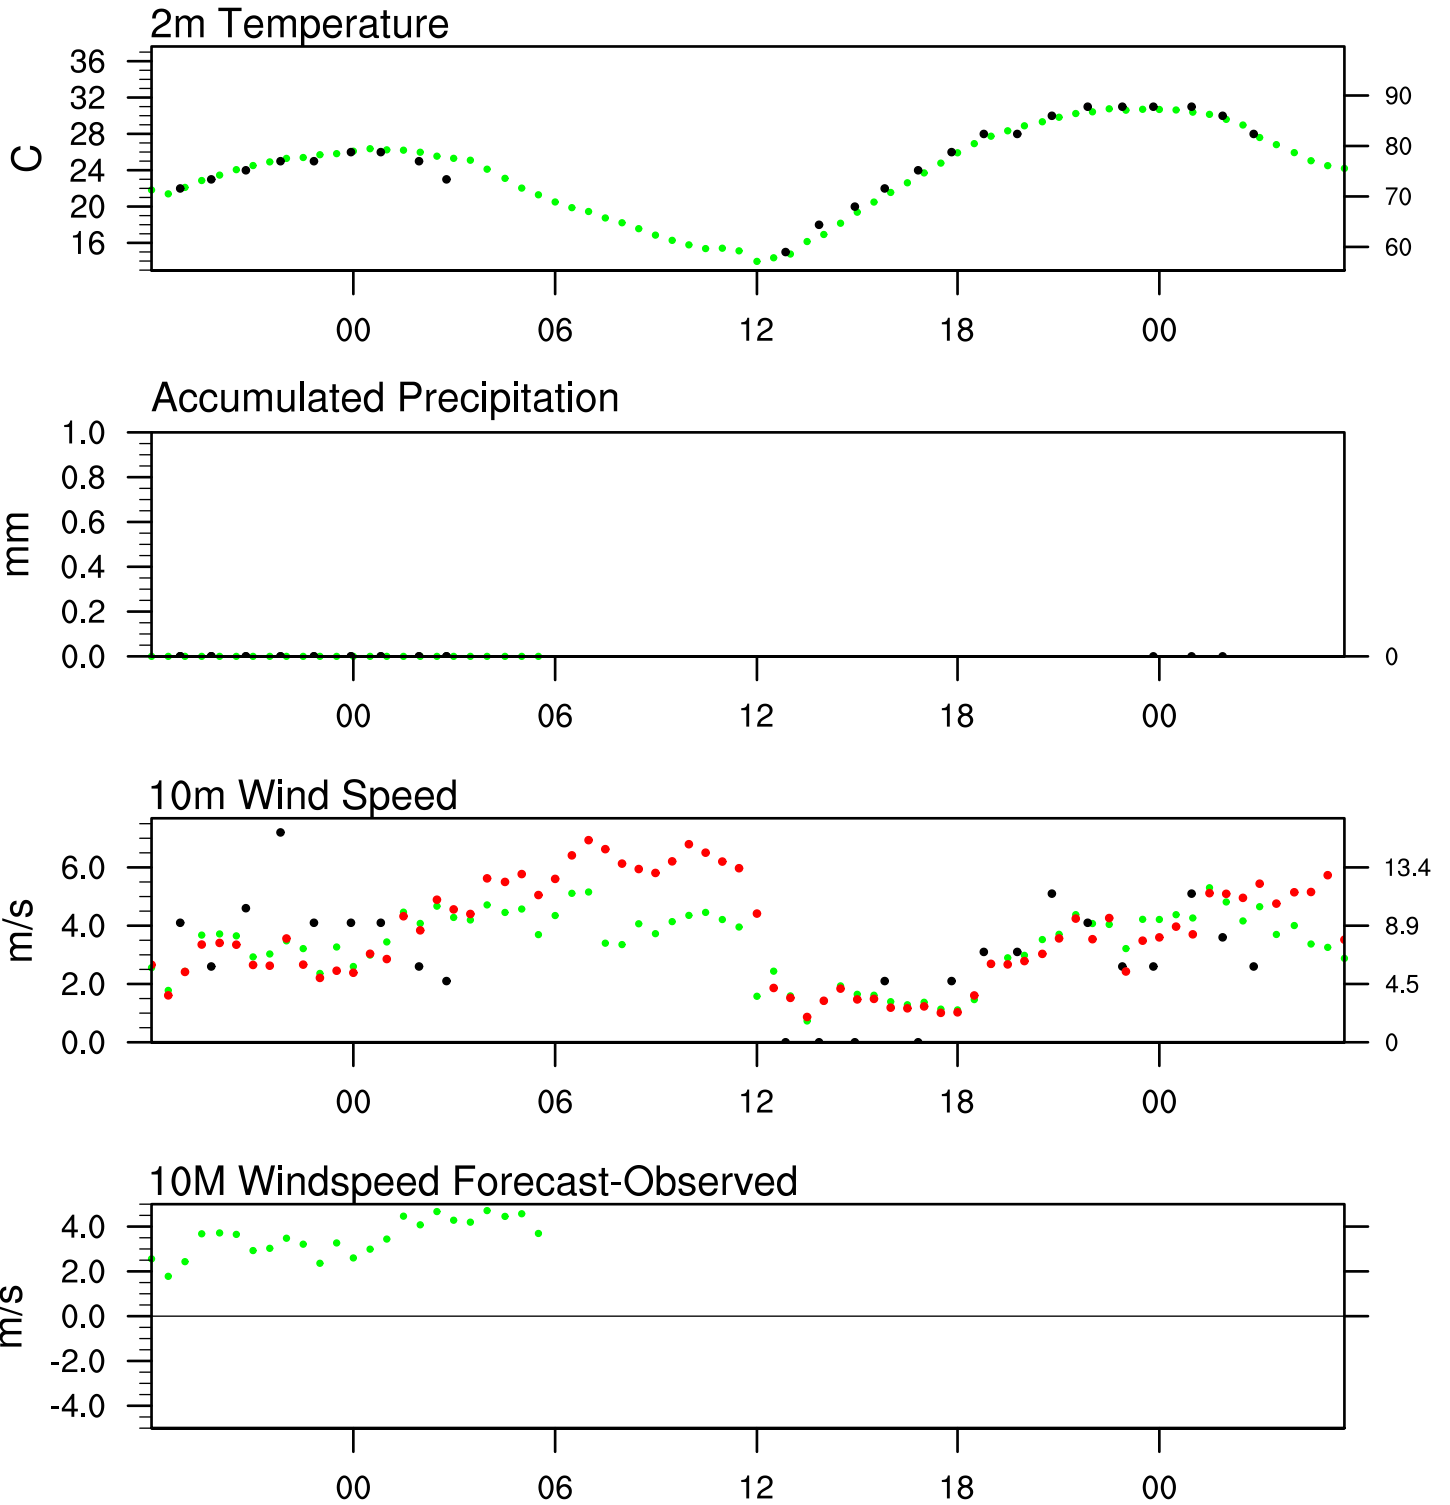 2m Temperature
36
32
28
24
20
16
C
90
80
70
60
00 06 12 18 00
Accumulated Precipitation
1.0
0.8
0.6
0.4
0.2
0.0
mm
0
00 06 12 18 00
10m Wind Speed
6.0
4.0
2.0
0.0
m/s
13.4
8.9
4.5
0
00 06 12 18 00
10M Windspeed Forecast-Observed
4.0
2.0
0.0
-2.0
-4.0
m/s
00 06 12 18 00